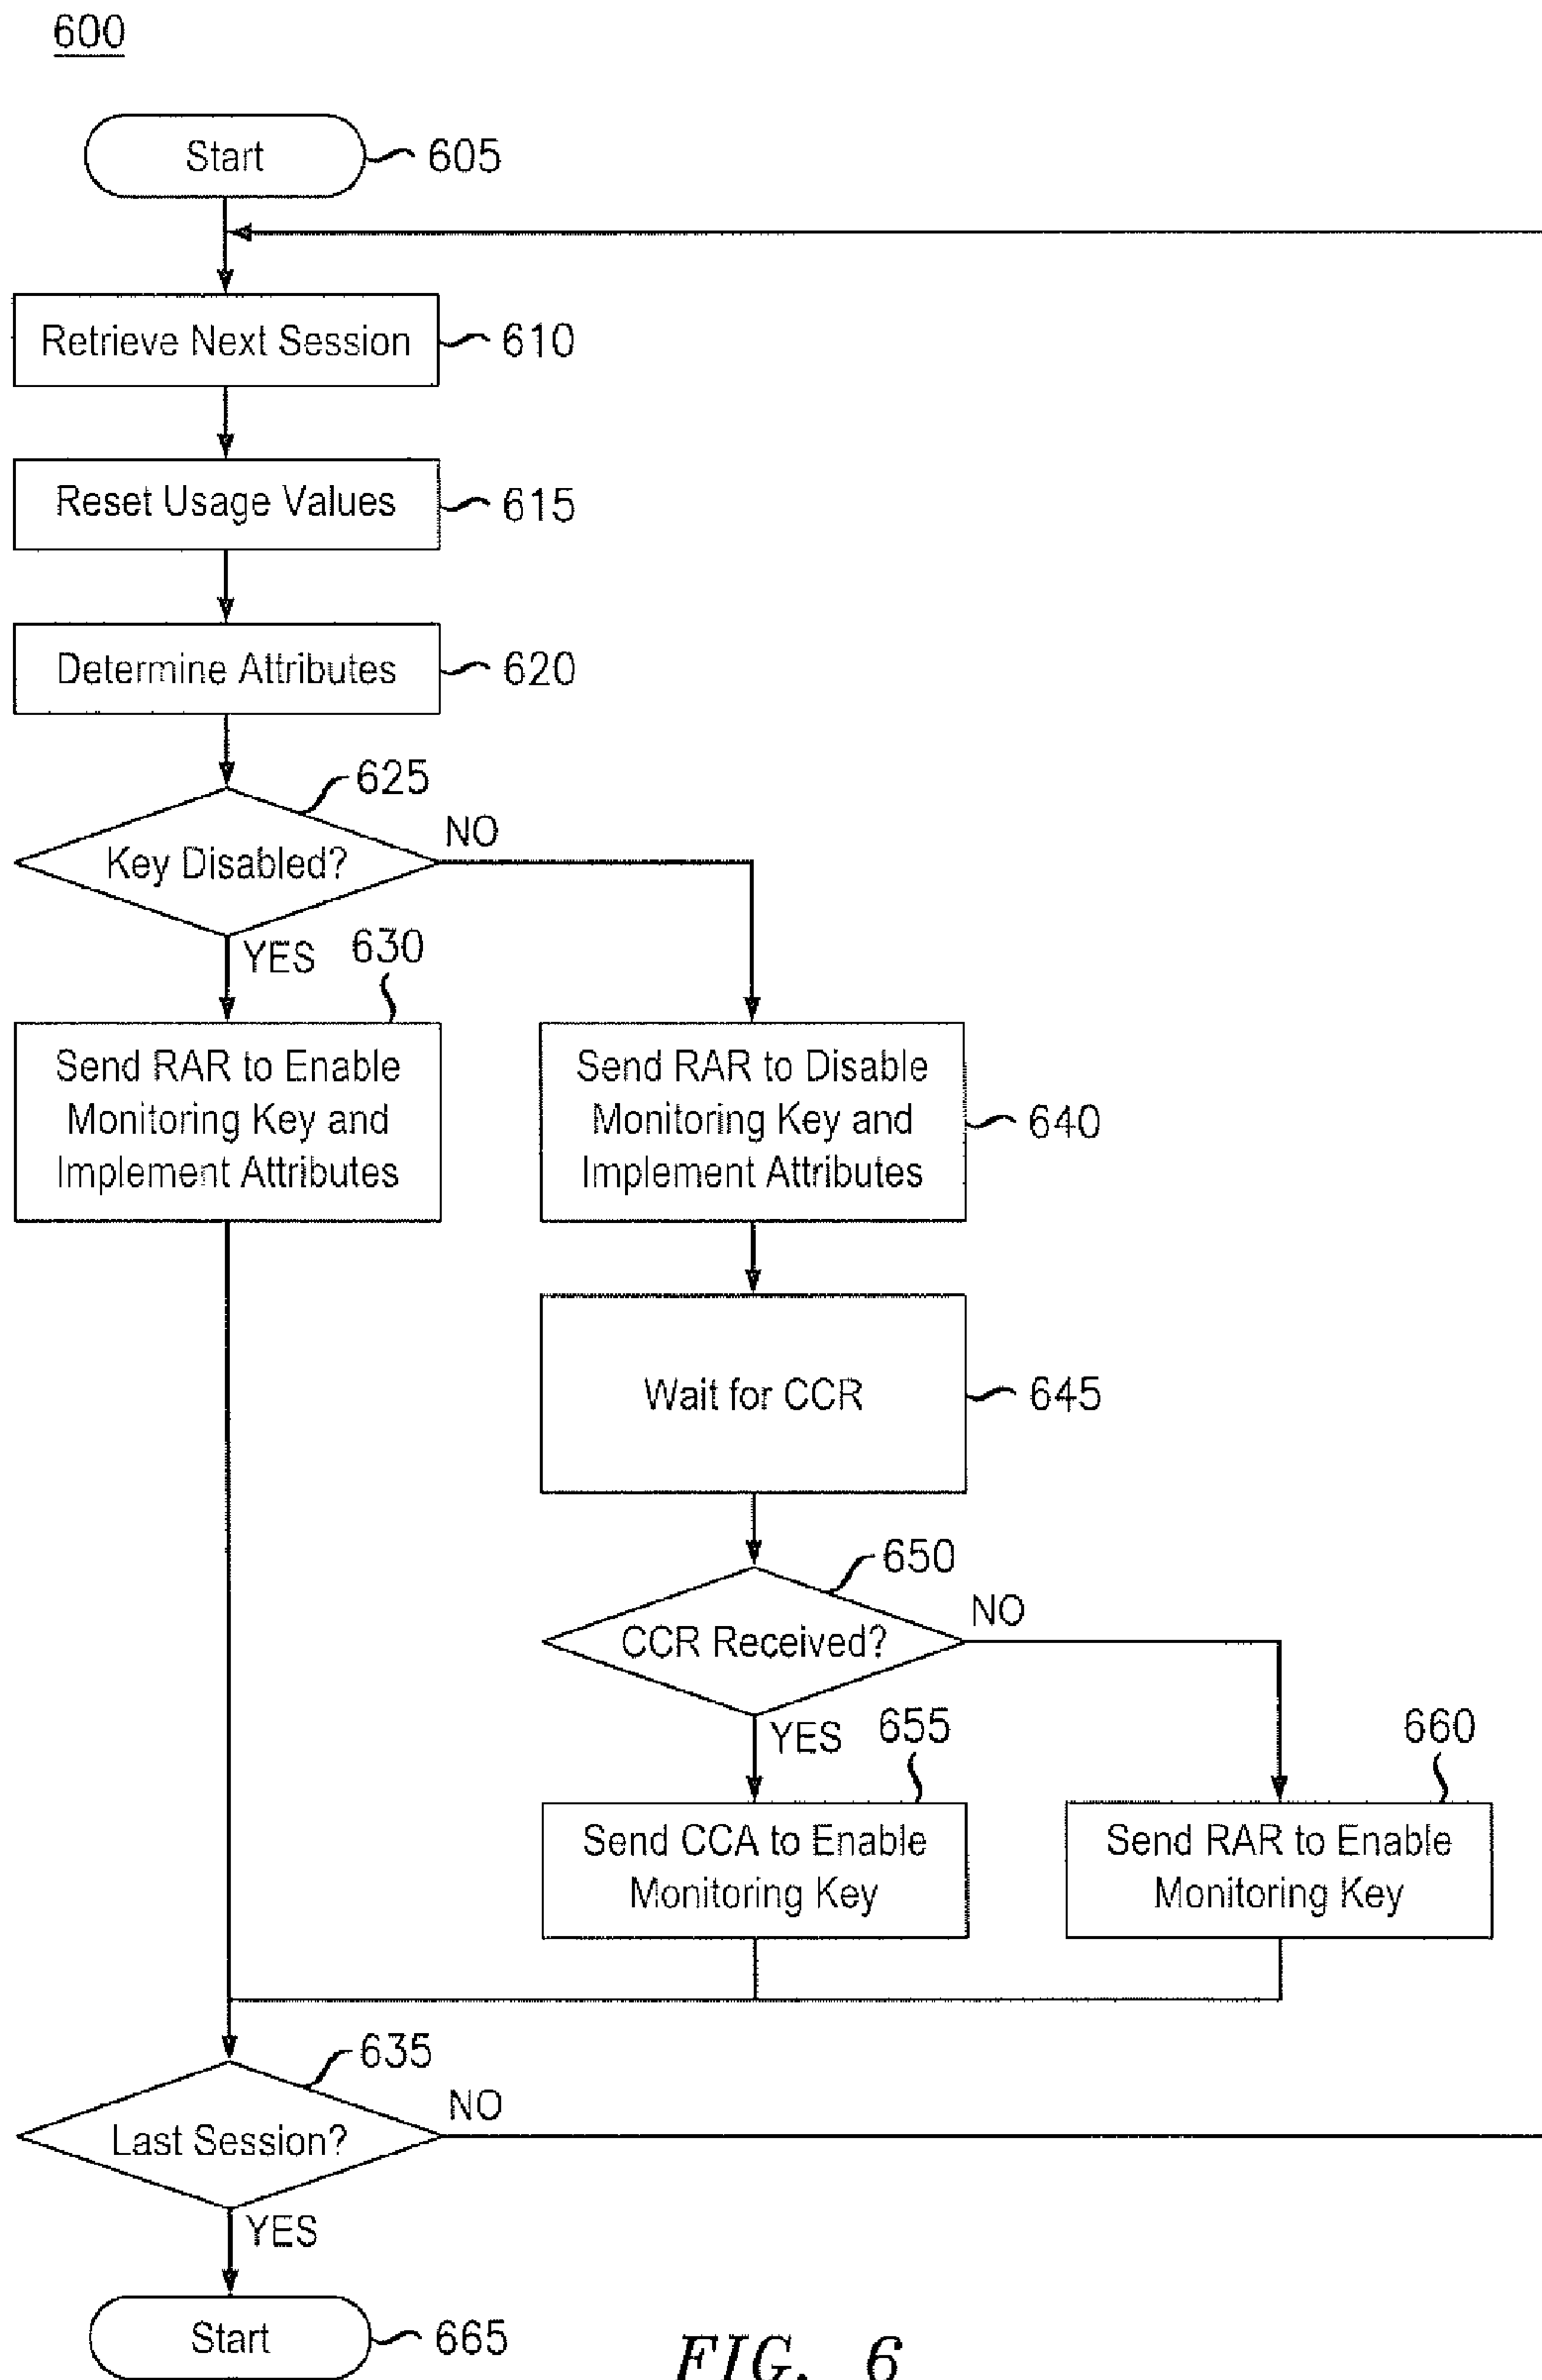 600
Start
605
Retrieve Next Session
610
Reset Usage Values
615
Determine Attributes
620
625
Key Disabled?
NO
YES
630
Send RAR to Enable
Monitoring Key and
Implement Attributes
Send RAR to Disable
Monitoring Key and
Implement Attributes
640
Wait for CCR
645
650
CCR Received?
NO
YES
655
660
Send CCA to Enable
Monitoring Key
Send RAR to Enable
Monitoring Key
635
Last Session?
NO
YES
Start
665
FIG. 6